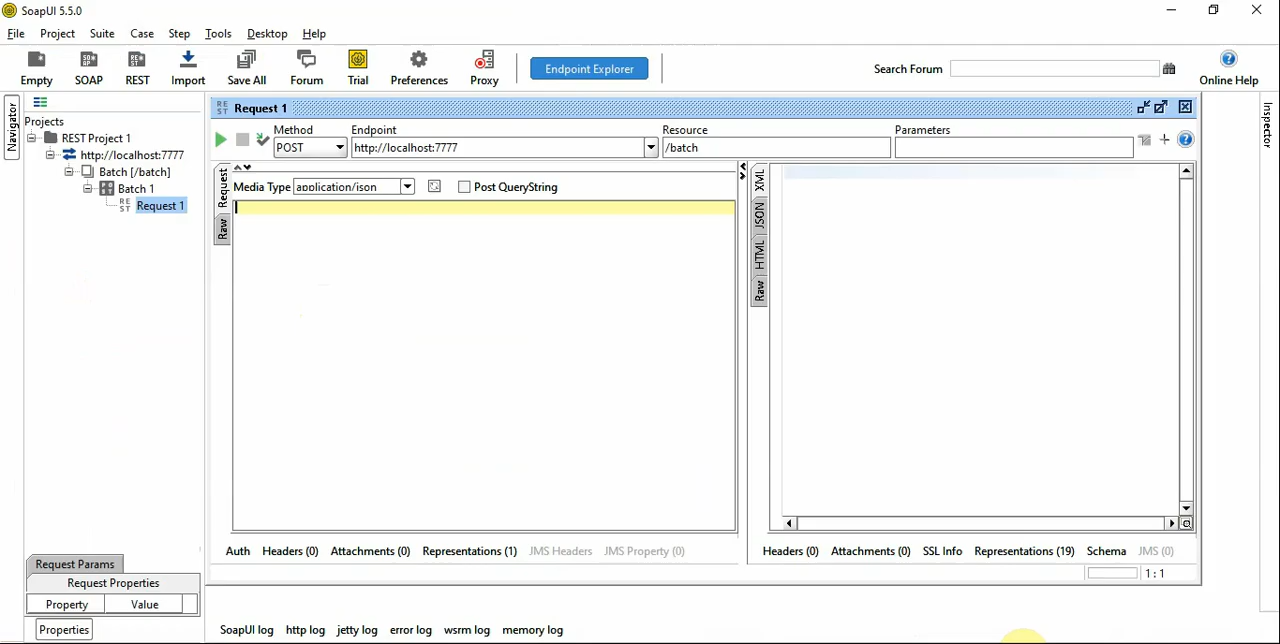 SoapUI 5.5.0
File Project Suite Case Step Tools Desktop Help
Empty SOAP REST Import Save All Forum Trial Preferences Proxy Endpoint Explorer Search Forum Online Help
Navigator
Projects
REST Project 1
http://localhost:7777
Batch [/batch]
Batch 1
Request 1
Request 1
Method Endpoint Resource Parameters
POST http://localhost:7777 /batch
Request
Raw
Media Type application/json Post QueryString
XML
JSON
HTML
Raw
Inspector
Auth Headers (0) Attachments (0) Representations (1) JMS Headers JMS Property (0)
Headers (0) Attachments (0) SSL Info Representations (19) Schema JMS (0)
1 : 1
Request Params
Request Properties
Property Value
Properties
SoapUI log http log jetty log error log wsrm log memory log